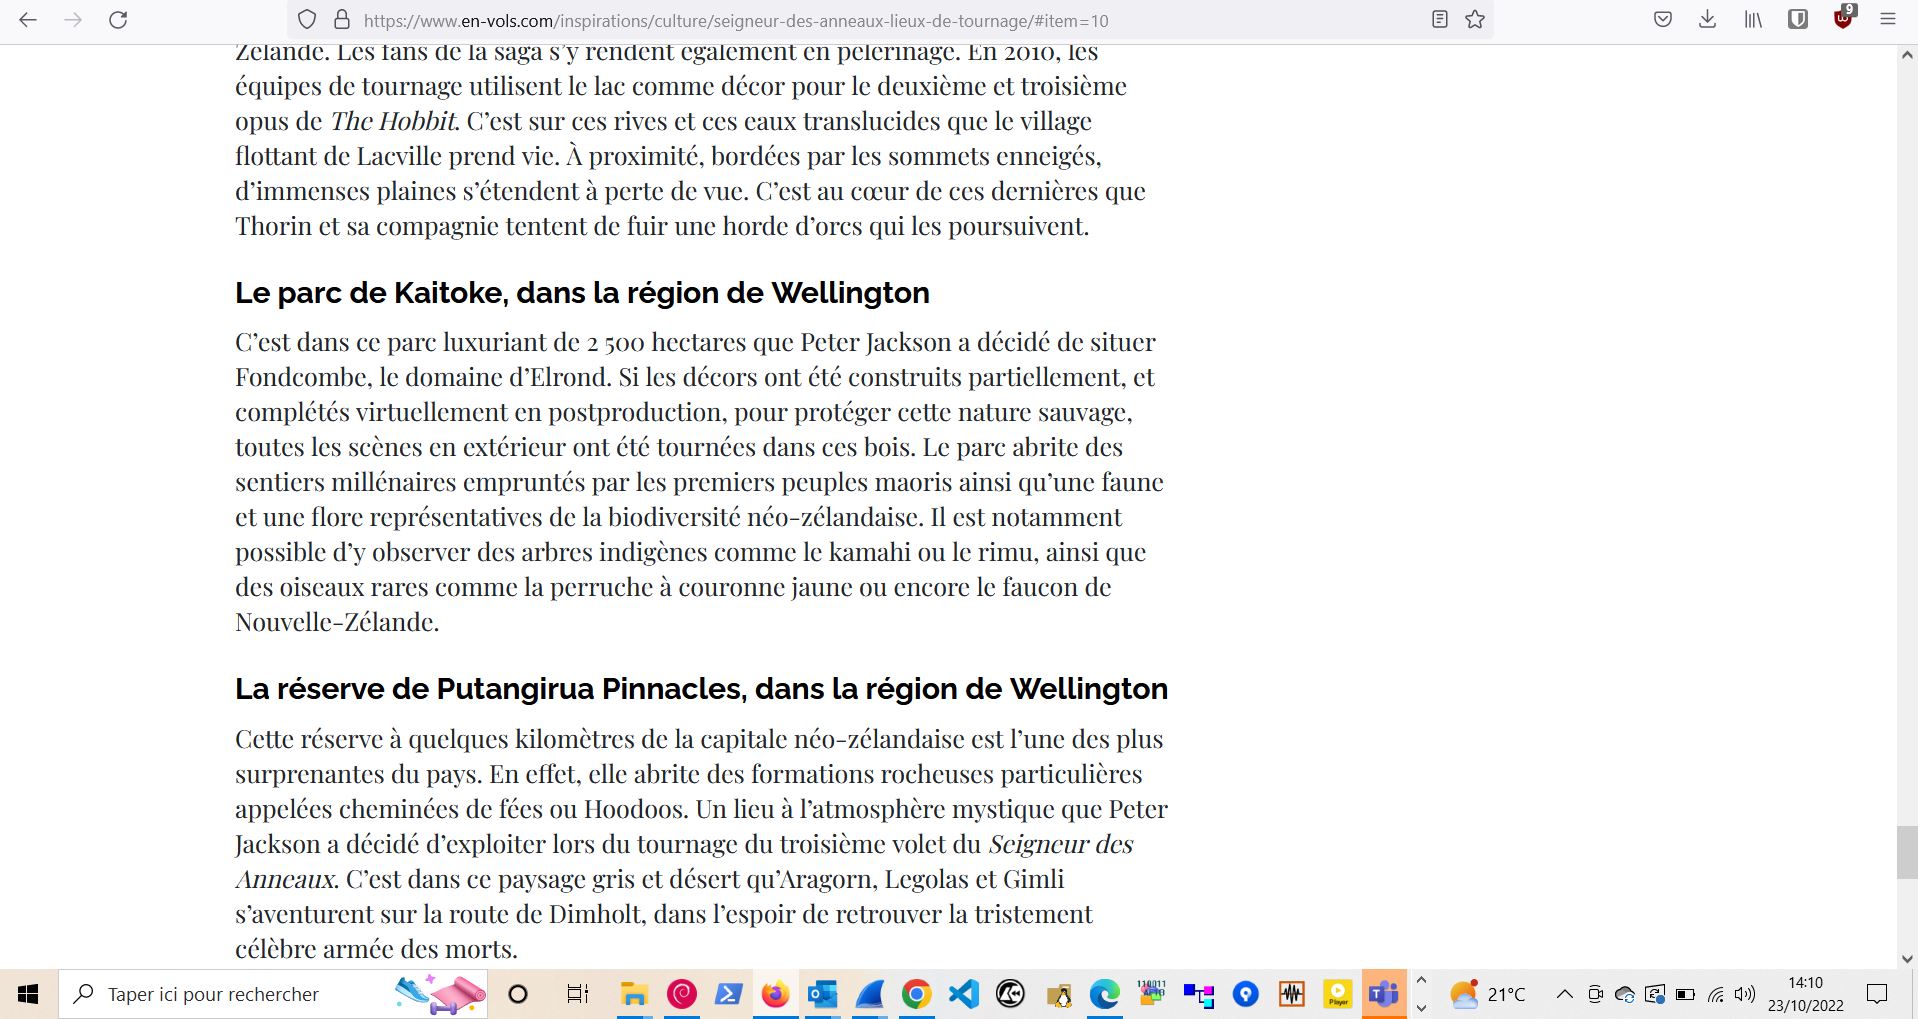 https://www.en-vols.com/inspirations/culture/seigneur-des-anneaux-lieux-de-tournage/#item=10
9
Zélande. Les fans de la saga s’y rendent également en pèlerinage. En 2010, les
équipes de tournage utilisent le lac comme décor pour le deuxième et troisième
opus de The Hobbit. C’est sur ces rives et ces eaux translucides que le village
flottant de Lacville prend vie. À proximité, bordées par les sommets enneigés,
d’immenses plaines s’étendent à perte de vue. C’est au cœur de ces dernières que
Thorin et sa compagnie tentent de fuir une horde d’orcs qui les poursuivent.
Le parc de Kaitoke, dans la région de Wellington
C’est dans ce parc luxuriant de 2 500 hectares que Peter Jackson a décidé de situer
Fondcombe, le domaine d’Elrond. Si les décors ont été construits partiellement, et
complétés virtuellement en postproduction, pour protéger cette nature sauvage,
toutes les scènes en extérieur ont été tournées dans ces bois. Le parc abrite des
sentiers millénaires empruntés par les premiers peuples maoris ainsi qu’une faune
et une flore représentatives de la biodiversité néo-zélandaise. Il est notamment
possible d’y observer des arbres indigènes comme le kamahi ou le rimu, ainsi que
des oiseaux rares comme la perruche à couronne jaune ou encore le faucon de
Nouvelle-Zélande.
La réserve de Putangirua Pinnacles, dans la région de Wellington
Cette réserve à quelques kilomètres de la capitale néo-zélandaise est l’une des plus
surprenantes du pays. En effet, elle abrite des formations rocheuses particulières
appelées cheminées de fées ou Hoodoos. Un lieu à l’atmosphère mystique que Peter
Jackson a décidé d’exploiter lors du tournage du troisième volet du Seigneur des
Anneaux. C’est dans ce paysage gris et désert qu’Aragorn, Legolas et Gimli
s’aventurent sur la route de Dimholt, dans l’espoir de retrouver la tristement
célèbre armée des morts.
Taper ici pour rechercher
Player
21°C
14:10
23/10/2022